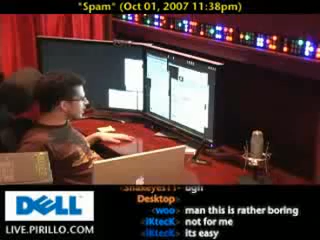 "Spam" (Oct 01, 2007 11:38pm)
<Shakeyes11> ugh
Desktop>
<woo> man this is rather boring
<iKtecK> not for me
<iKtecK> its easy
DELL
LIVE.PIRILLO.COM